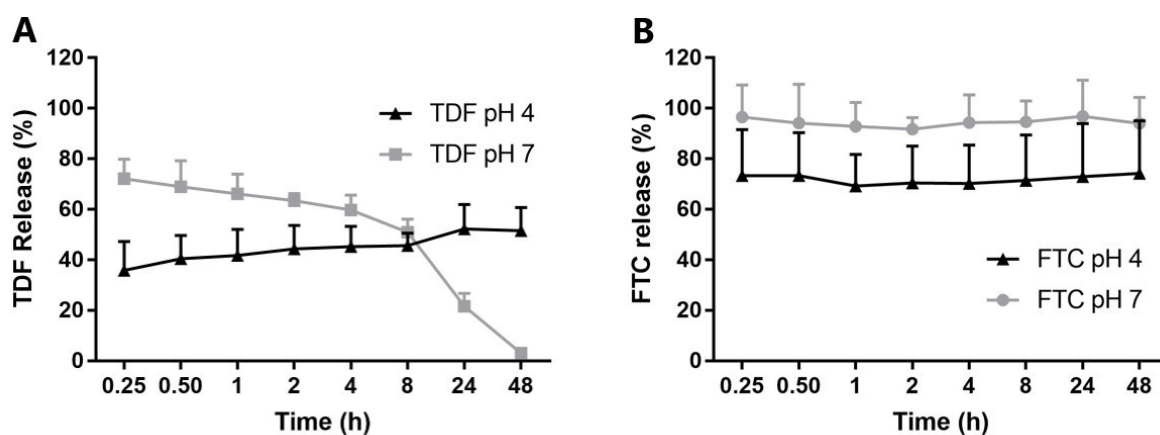 A
TDF Release (%)
120
100
80
60
40
20
0
TDF pH 4
TDF pH 7
0.25 0.50 1 2 4 8 24 48
Time (h)
B
FTC release (%)
120
100
80
60
40
20
0
FTC pH 4
FTC pH 7
0.25 0.50 1 2 4 8 24 48
Time (h)